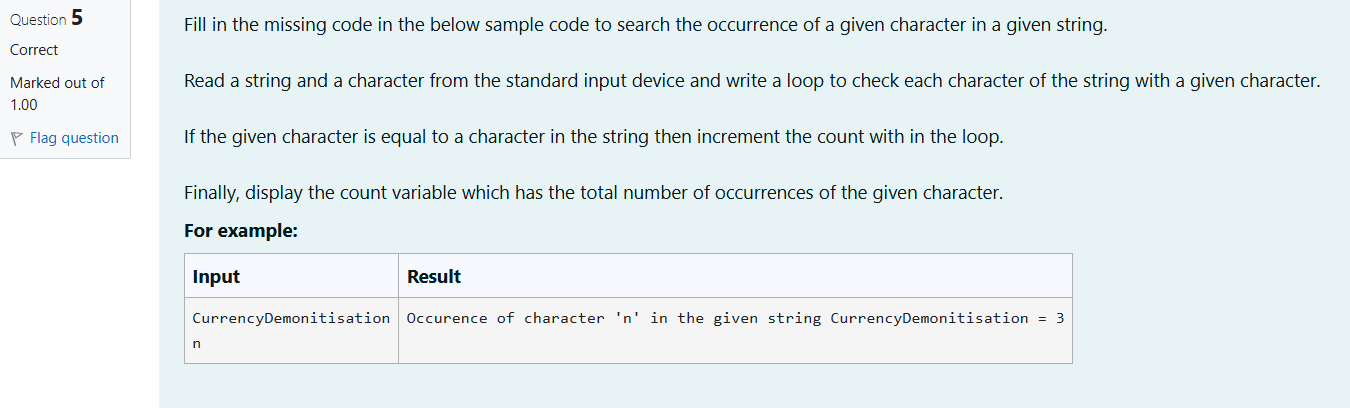 Question 5
Correct
Marked out of
1.00
Flag question
Fill in the missing code in the below sample code to search the occurrence of a given character in a given string.
Read a string and a character from the standard input device and write a loop to check each character of the string with a given character.
If the given character is equal to a character in the string then increment the count with in the loop.
Finally, display the count variable which has the total number of occurrences of the given character.
For example:
Input Result
CurrencyDemonitisation Occurence of character 'n' in the given string CurrencyDemonitisation = 3
n